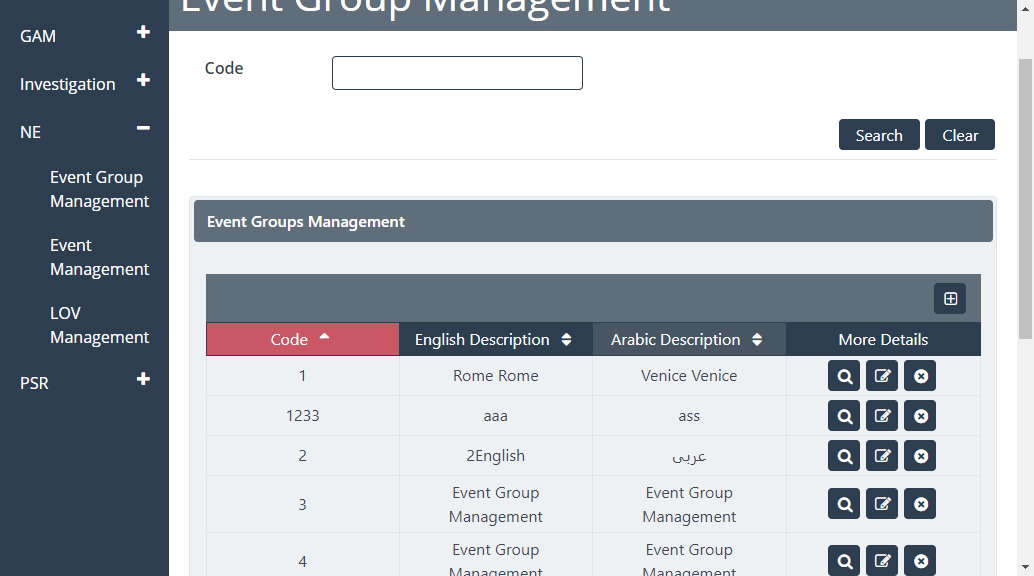 Event Group Management
GAM
Investigation
NE
Event Group
Management
Event
Management
LOV
Management
PSR
Code
Search Clear
Event Groups Management
Code English Description Arabic Description More Details
1 Rome Rome Venice Venice
1233 aaa ass
2 2English عربى
3 Event Group Management Event Group Management
4 Event Group Management Event Group Management